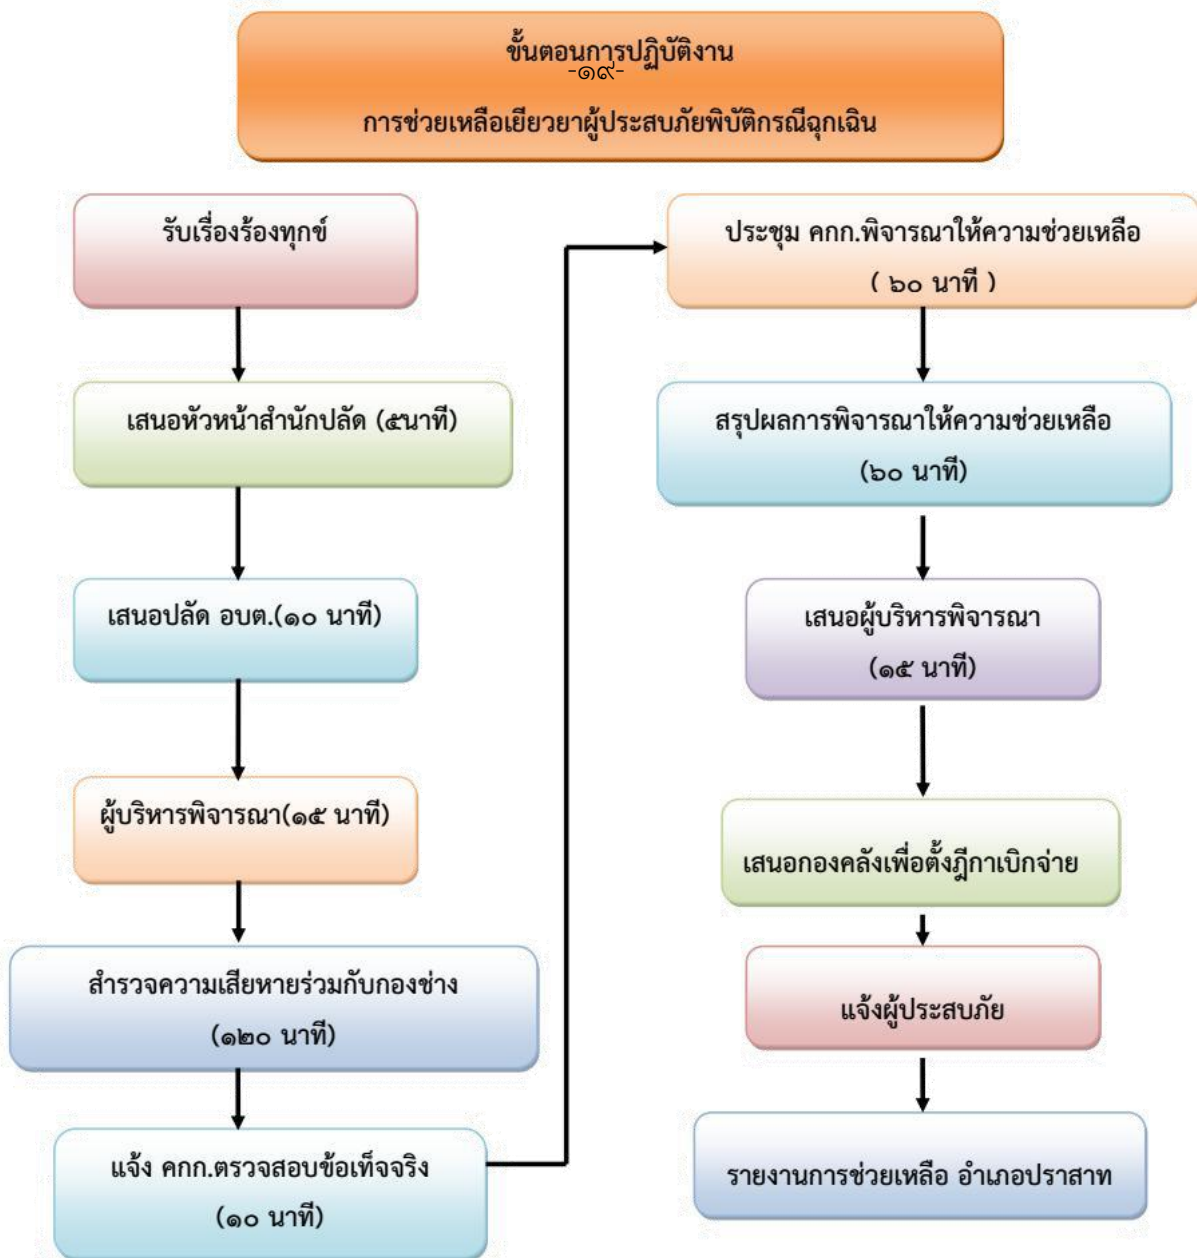 ขั้นตอนการปฏิบัติงาน
-๑๙-
การช่วยเหลือเยียวยาผู้ประสบภัยพิบัติกรณีฉุกเฉิน
รับเรื่องร้องทุกข์
เสนอหัวหน้าสำนักปลัด (๕นาที)
เสนอปลัด อบต.(๑๐ นาที)
ผู้บริหารพิจารณา(๑๕ นาที)
สำรวจความเสียหายร่วมกับกองช่าง
(๑๒๐ นาที)
แจ้ง คกก.ตรวจสอบข้อเท็จจริง
(๑๐ นาที)
ประชุม คกก.พิจารณาให้ความช่วยเหลือ
( ๖๐ นาที )
สรุปผลการพิจารณาให้ความช่วยเหลือ
(๖๐ นาที)
เสนอผู้บริหารพิจารณา
(๑๕ นาที)
เสนอกองคลังเพื่อตั้งฎีกาเบิกจ่าย
แจ้งผู้ประสบภัย
รายงานการช่วยเหลือ อำเภอปราสาท